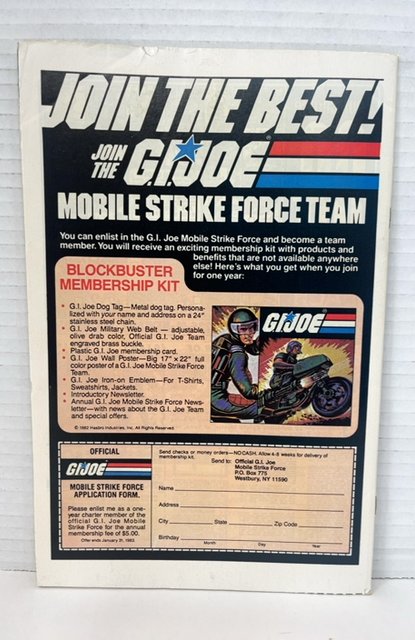 JOIN THE BEST!
JOIN THE G.I. JOE®
MOBILE STRIKE FORCE TEAM
You can enlist in the G.I. Joe Mobile Strike Force and become a team
member. You will receive an exciting membership kit with products and
benefits that are not available anywhere
else! Here's what you get when you join
for one year:
BLOCKBUSTER
MEMBERSHIP KIT
• G.I. Joe Dog Tag—Metal dog tag. Persona-
lized with your name and address on a 24"
stainless steel chain.
• G.I. Joe Military Web Belt — adjustable,
olive drab color, Official G.I. Joe Team
engraved brass buckle.
• Plastic G.I. Joe membership card.
• G.I. Joe Wall Poster—Big 17" x 22" full
color poster of a G.I. Joe Mobile Strike Force
Team.
• G.I. Joe Iron-on Emblem—For T-Shirts,
Sweatshirts, Jackets.
• Introductory Newsletter.
• Annual G.I. Joe Mobile Strike Force News-
letter—with news about the G.I. Joe Team
and special offers.
© 1982 Hasbro Industries, Inc. All Rights Reserved.
G.I. JOE
OFFICIAL
G.I. JOE
MOBILE STRIKE FORCE
APPLICATION FORM.
Please enlist me as a one-
year charter member of the
official G.I. Joe Mobile
Strike Force for the annual
membership fee of $5.00.
Offer ends January 31, 1983
Send checks or money orders—NO CASH. Allow 4-8 weeks for delivery of
membership kit.
Send to: Official G.I. Joe
Mobile Strike Force
P.O. Box 775
Westbury, NY 11590
Name
Address
City State Zip Code
Birthday
Month Day Year